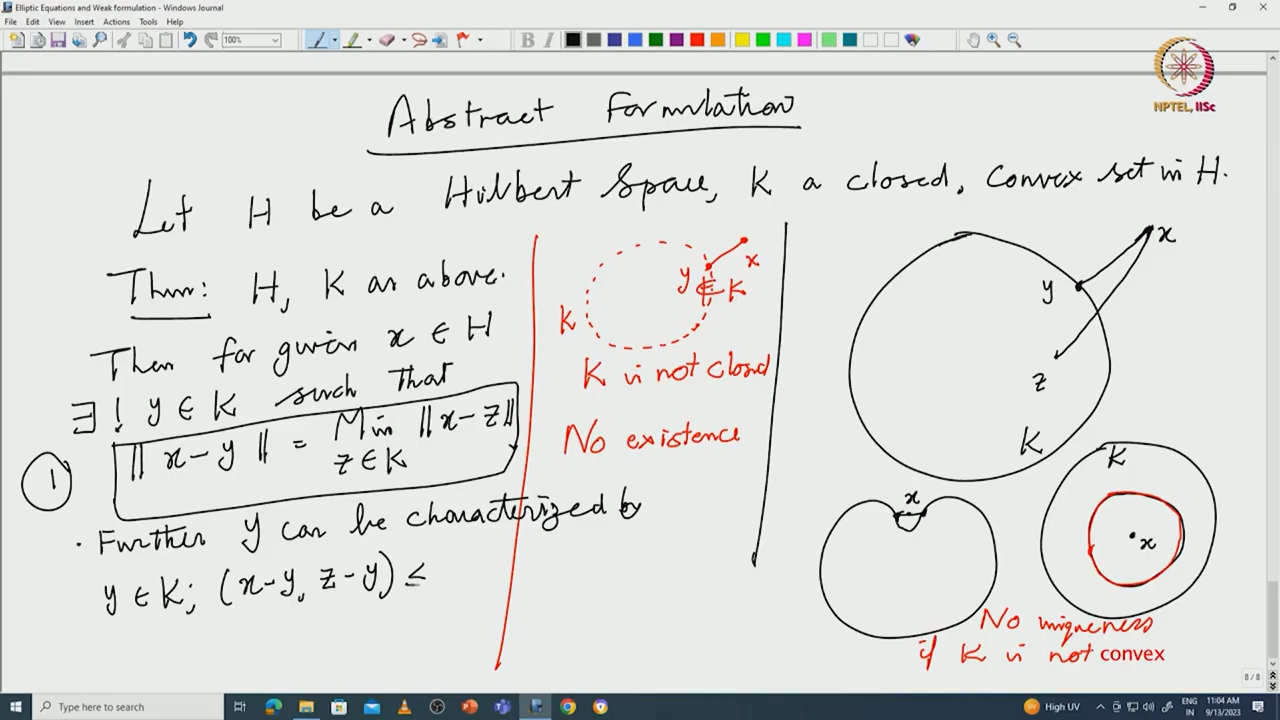 Elliptic Equations and Weak formulation - Windows Journal
File Edit View Insert Actions Tools Help
100%
B I
NPTEL, IISc
Abstract Formulation
Let H be a Hilbert Space, K a closed, Convex set in H.
Thm: H, K as above.
Then for given x ∈ H
∃! y ∈ K such that
① ‖x-y‖ = Min ‖x-z‖
z ∈ K
. Further y can be characterized by
y ∈ K; (x-y, z-y) ≤
x
y ∉ K
K
K is not closed
No existence
x
y
z
K
x
K
x
No uniqueness
if K is not convex
8 / 8
Type here to search
High UV
ENG
IN
11:04 AM
9/13/2023